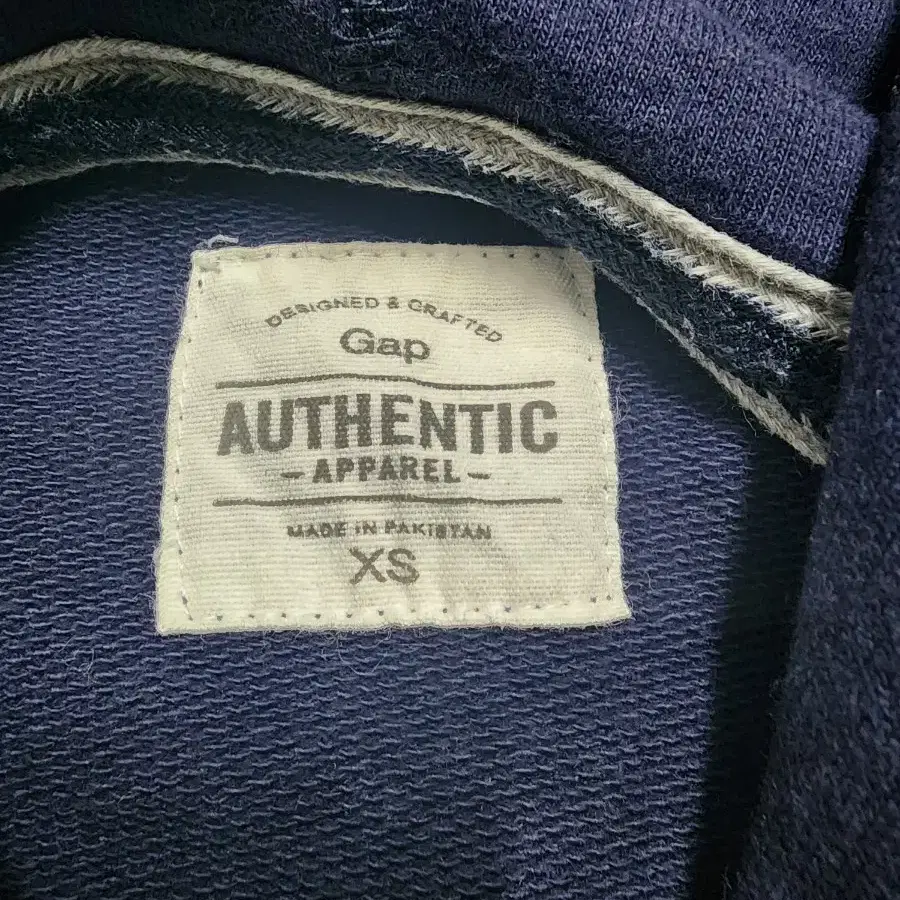 DESIGNED & CRAFTED
Gap
AUTHENTIC
- APPAREL -
MADE IN PAKISTAN
XS